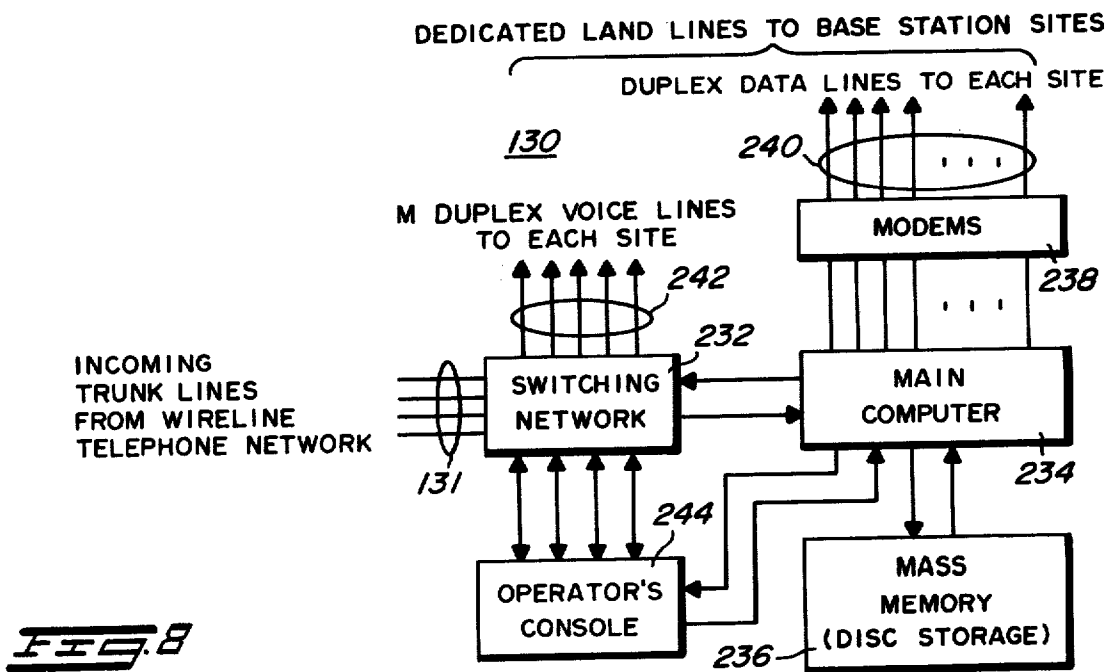 DEDICATED LAND LINES TO BASE STATION SITES
DUPLEX DATA LINES TO EACH SITE
130
240
M DUPLEX VOICE LINES
TO EACH SITE
MODEMS
238
242
232
INCOMING
TRUNK LINES
FROM WIRELINE
TELEPHONE NETWORK
131
SWITCHING
NETWORK
MAIN
COMPUTER
234
244
OPERATOR'S
CONSOLE
MASS
MEMORY
(DISC STORAGE)
236
FIG. 8